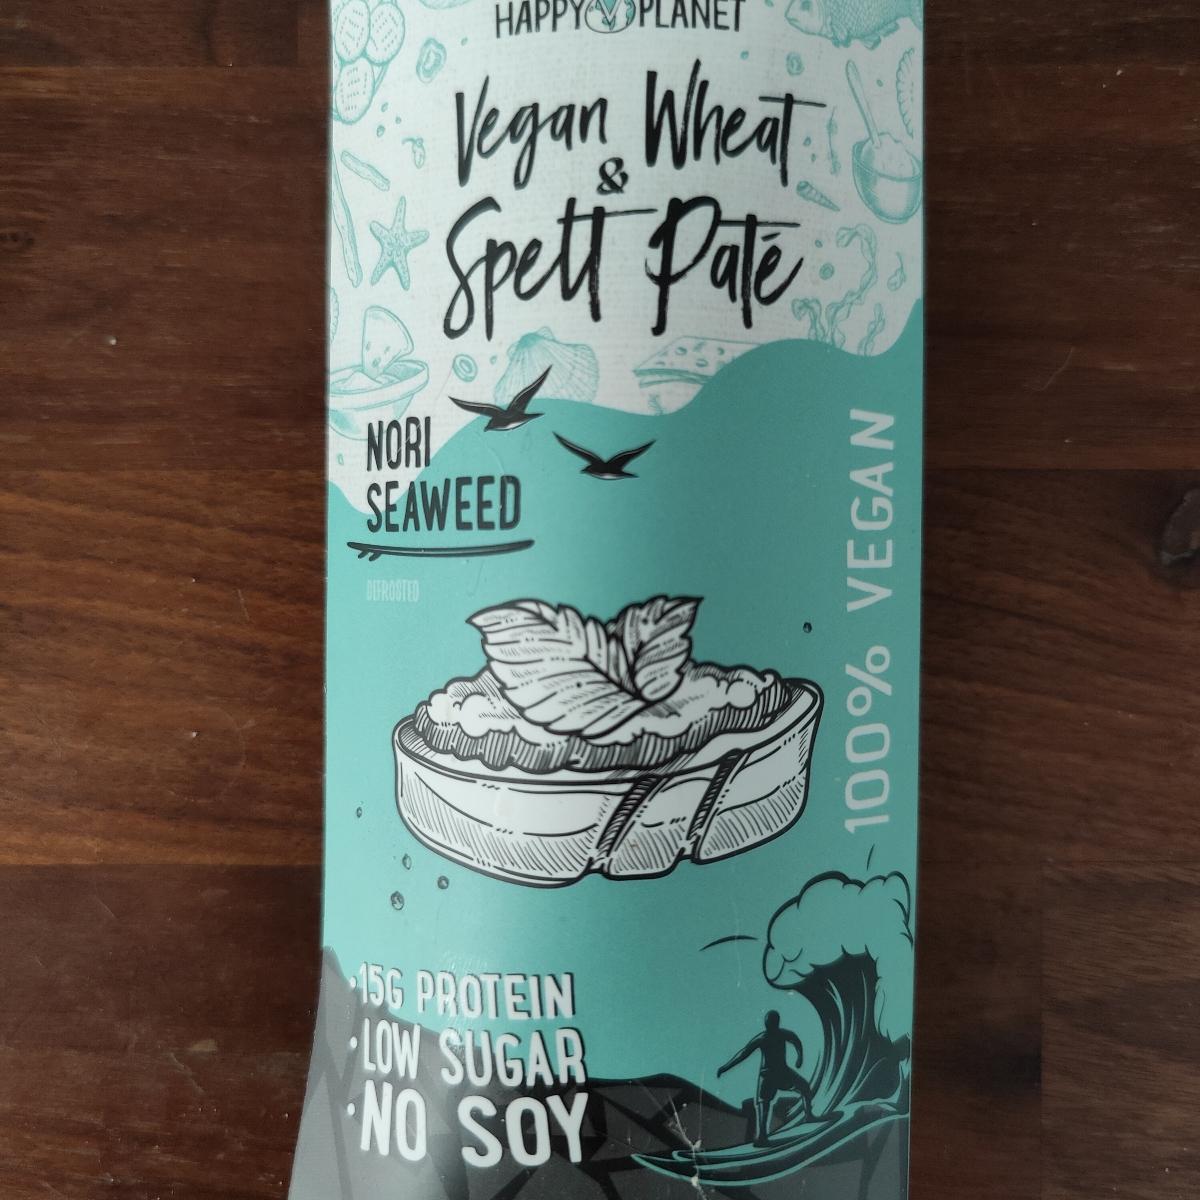 HAPPY V PLANET
Vegan Wheat
&
Spelt Paté
NORI
SEAWEED
DEFROSTED
100% VEGAN
•15G PROTEIN
•LOW SUGAR
•NO SOY